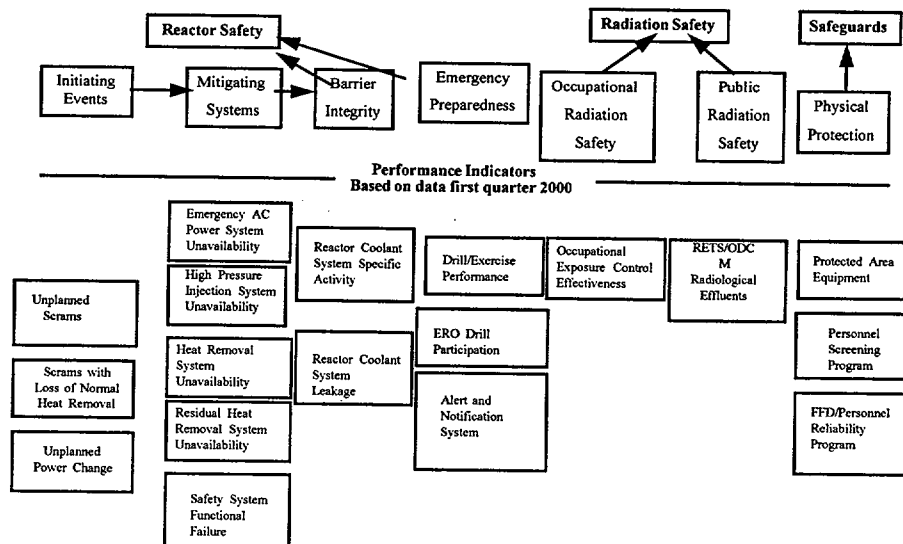 Reactor Safety
Radiation Safety
Safeguards
Initiating
Events
Mitigating
Systems
Barrier
Integrity
Emergency
Preparedness
Occupational
Radiation
Safety
Public
Radiation
Safety
Physical
Protection
Performance Indicators
Based on data first quarter 2000
Unplanned
Scrams
Scrams with
Loss of Normal
Heat Removal
Unplanned
Power Change
Emergency AC
Power System
Unavailability
High Pressure
Injection System
Unavailability
Heat Removal
System
Unavailability
Residual Heat
Removal System
Unavailability
Safety System
Functional
Failure
Reactor Coolant
System Specific
Activity
Reactor Coolant
System
Leakage
Drill/Exercise
Performance
ERO Drill
Participation
Alert and
Notification
System
Occupational
Exposure Control
Effectiveness
RETS/ODC
M
Radiological
Effluents
Protected Area
Equipment
Personnel
Screening
Program
FFD/Personnel
Reliability
Program